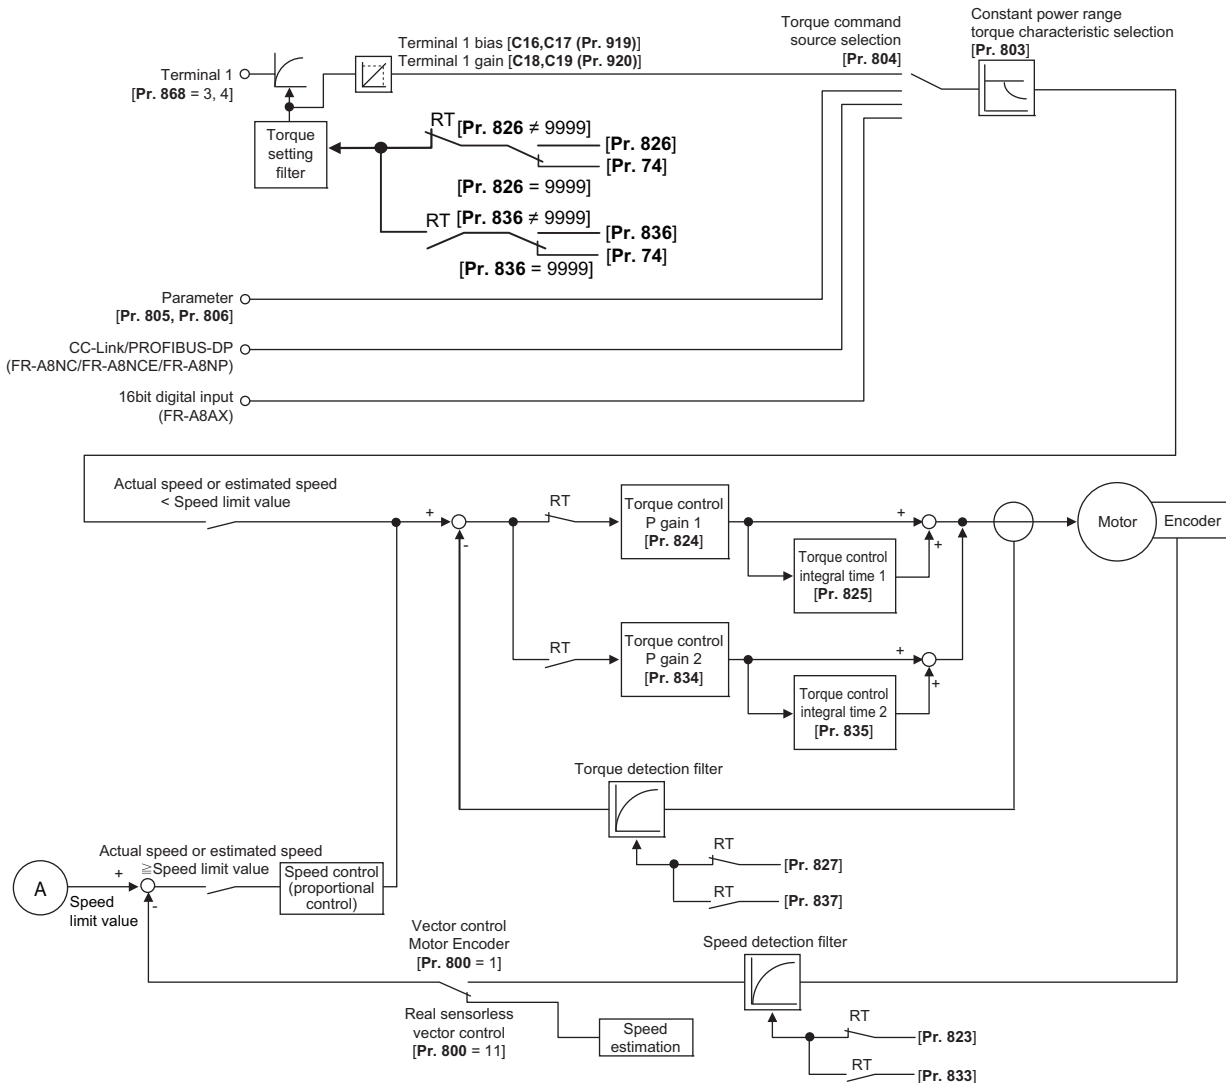 Torque command
source selection
[Pr. 804]
Constant power range
torque characteristic selection
[Pr. 803]
Terminal 1 bias [C16,C17 (Pr. 919)]
Terminal 1 gain [C18,C19 (Pr. 920)]
Terminal 1
[Pr. 868 = 3, 4]
Torque
setting
filter
RT
[Pr. 826 ≠ 9999]
[Pr. 826]
[Pr. 74]
[Pr. 826 = 9999]
RT
[Pr. 836 ≠ 9999]
[Pr. 836]
[Pr. 74]
[Pr. 836 = 9999]
Parameter
[Pr. 805, Pr. 806]
CC-Link/PROFIBUS-DP
(FR-A8NC/FR-A8NCE/FR-A8NP)
16bit digital input
(FR-A8AX)
Actual speed or estimated speed
< Speed limit value
+
-
RT
Torque control
P gain 1
[Pr. 824]
+
+
Torque control
integral time 1
[Pr. 825]
Motor
Encoder
RT
Torque control
P gain 2
[Pr. 834]
+
+
Torque control
integral time 2
[Pr. 835]
Torque detection filter
RT
[Pr. 827]
RT
[Pr. 837]
Actual speed or estimated speed
≧Speed limit value
A
+
-
Speed
limit value
Speed control
(proportional
control)
Vector control
Motor Encoder
[Pr. 800 = 1]
Real sensorless
vector control
[Pr. 800 = 11]
Speed
estimation
Speed detection filter
RT
[Pr. 823]
RT
[Pr. 833]